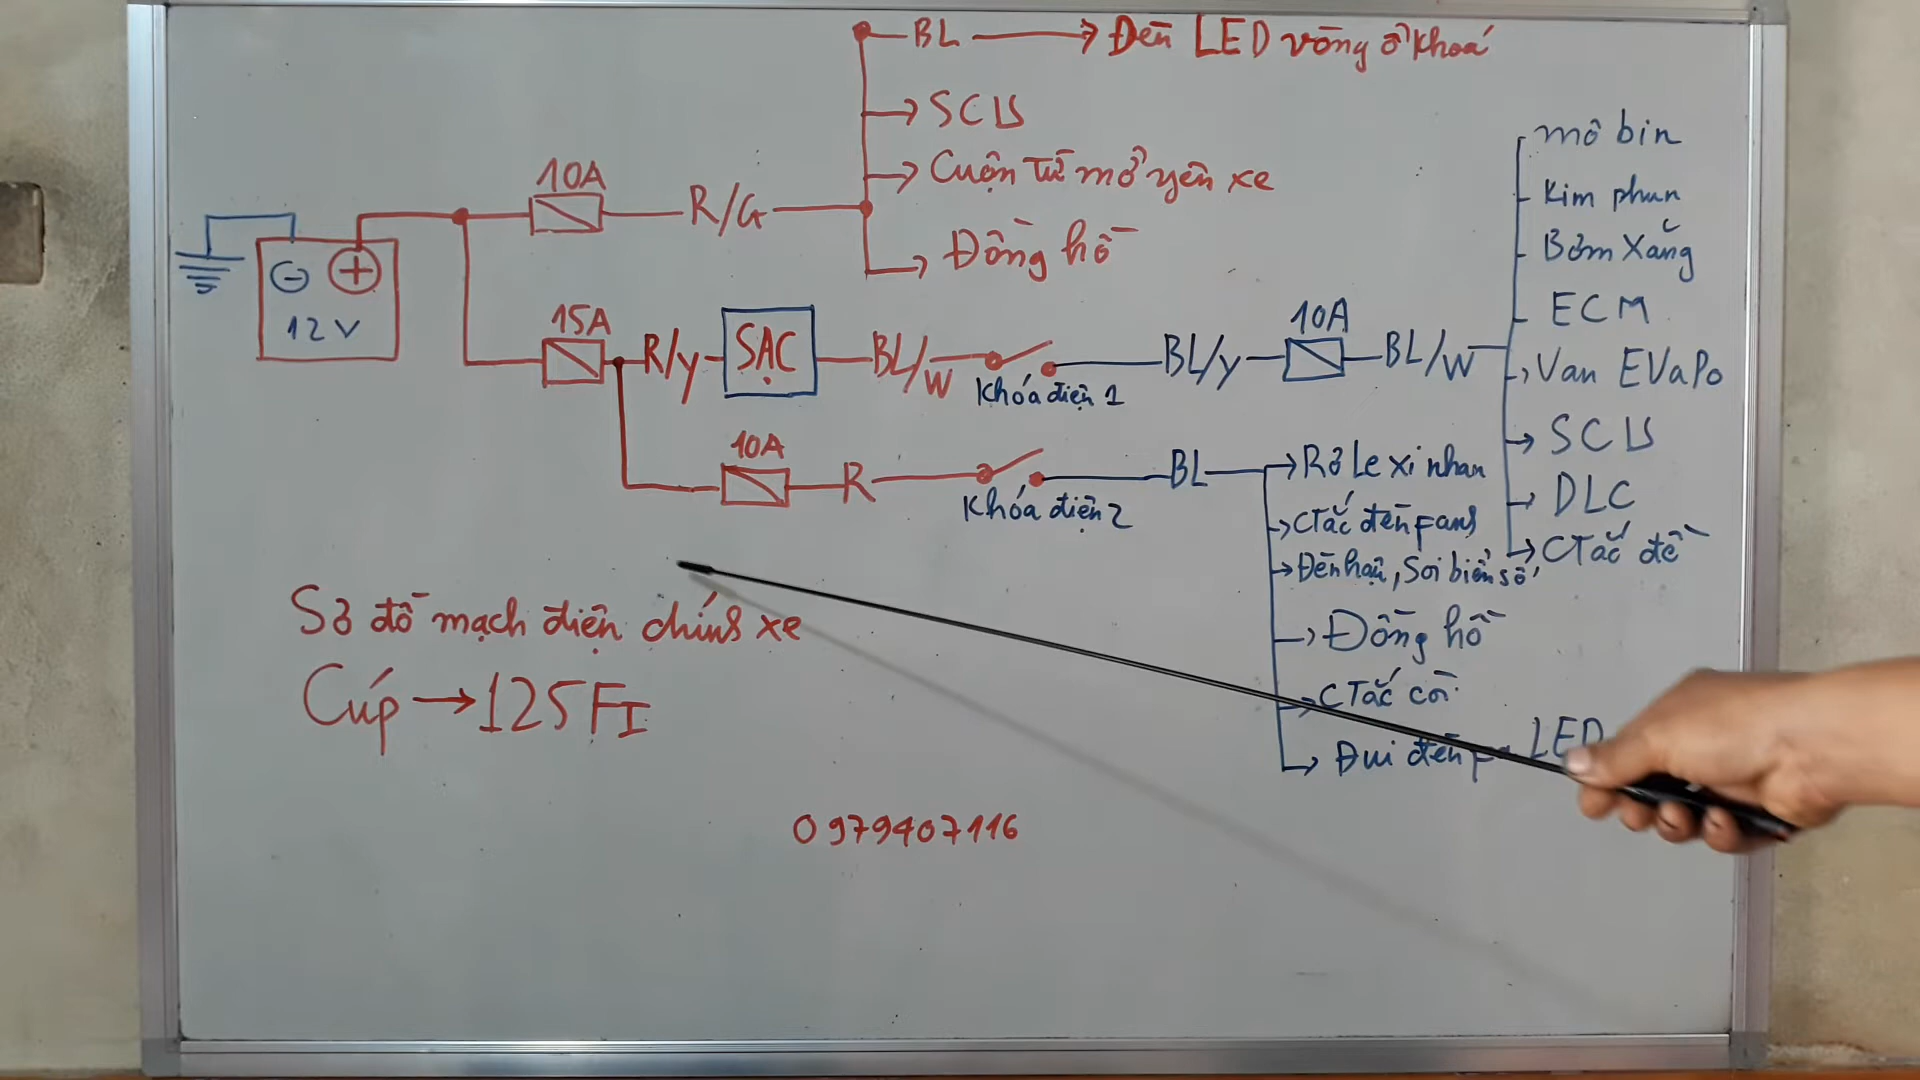 BL → Đèn LED vòng ổ khoá
SCU
Cuộn từ mở yên xe
Đồng hồ
10A
R/G
⊖ ⊕
12V
15A
R/y
SẠC
BL/W
Khóa điện 1
BL/y
10A
BL/W
10A
R
Khóa điện 2
BL
mô bin
Kim phun
Bơm Xăng
ECM
Van EVaPo
SCU
DLC
CTắc đề
Rơ Le xi nhan
CTắc đèn
Đèn hậu, Soi biển số
Đồng hồ
CTắc còi
Đui đèn
LED
Sơ đồ mạch điện chính xe
Cúp → 125 FI
0979407116